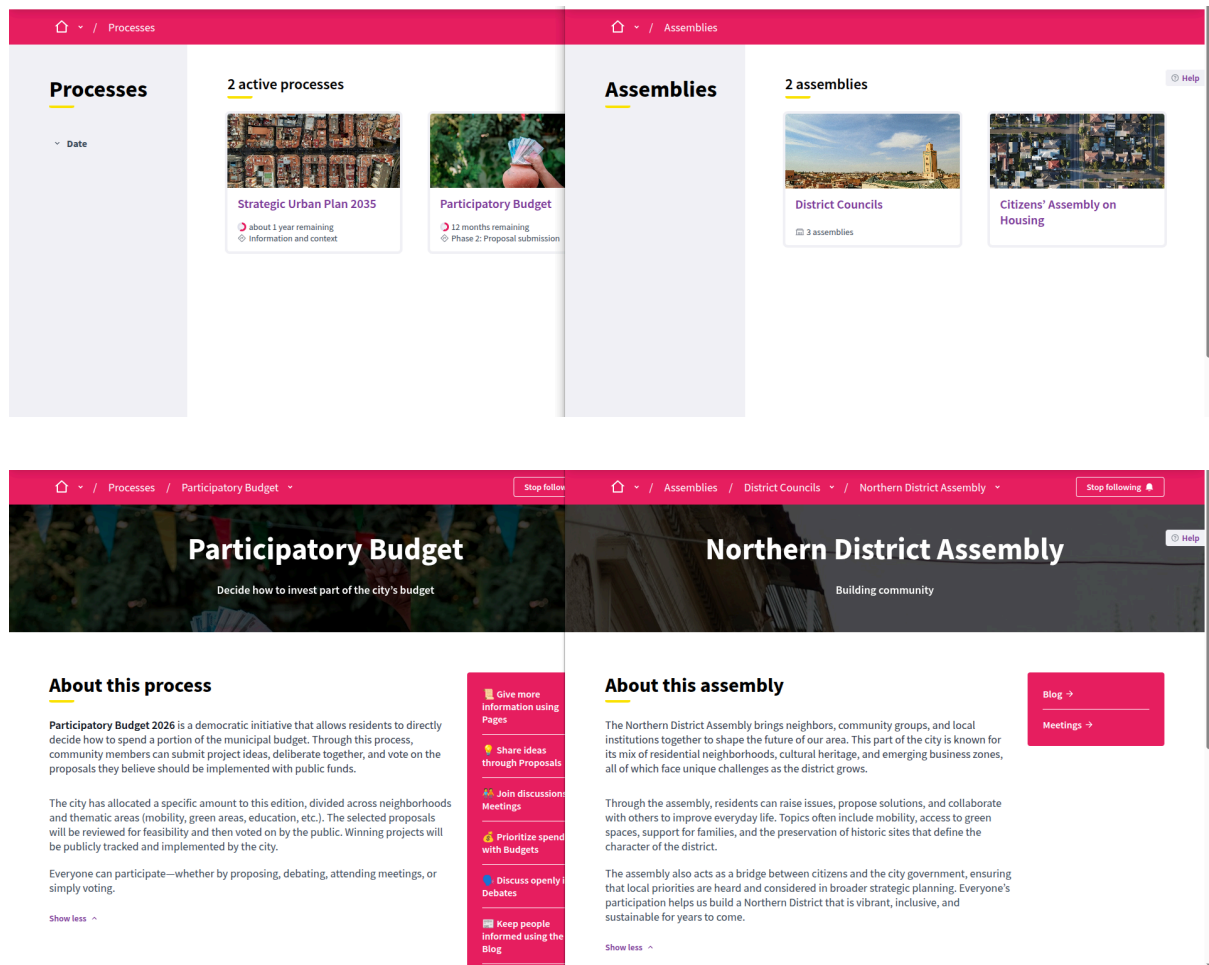 / Processes
Processes
Date
2 active processes
Strategic Urban Plan 2035
about 1 year remaining
Information and context
Participatory Budget
12 months remaining
Phase 2: Proposal submission
/ Assemblies
Assemblies
2 assemblies
Help
District Councils
3 assemblies
Citizens’ Assembly on
Housing
/ Processes / Participatory Budget
Stop follow
Participatory Budget
Decide how to invest part of the city’s budget
About this process
Participatory Budget 2026 is a democratic initiative that allows residents to directly
decide how to spend a portion of the municipal budget. Through this process,
community members can submit project ideas, deliberate together, and vote on the
proposals they believe should be implemented with public funds.
The city has allocated a specific amount to this edition, divided across neighborhoods
and thematic areas (mobility, green areas, education, etc.). The selected proposals
will be reviewed for feasibility and then voted on by the public. Winning projects will
be publicly tracked and implemented by the city.
Everyone can participate—whether by proposing, debating, attending meetings, or
simply voting.
Show less
Give more
information using
Pages
Share ideas
through Proposals
Join discussions
Meetings
Prioritize spend
with Budgets
Discuss openly i
Debates
Keep people
informed using the
Blog
/ Assemblies / District Councils / Northern District Assembly
Stop following
Help
Northern District Assembly
Building community
About this assembly
The Northern District Assembly brings neighbors, community groups, and local
institutions together to shape the future of our area. This part of the city is known for
its mix of residential neighborhoods, cultural heritage, and emerging business zones,
all of which face unique challenges as the district grows.
Through the assembly, residents can raise issues, propose solutions, and collaborate
with others to improve everyday life. Topics often include mobility, access to green
spaces, support for families, and the preservation of historic sites that define the
character of the district.
The assembly also acts as a bridge between citizens and the city government, ensuring
that local priorities are heard and considered in broader strategic planning. Everyone’s
participation helps us build a Northern District that is vibrant, inclusive, and
sustainable for years to come.
Show less
Blog →
Meetings →